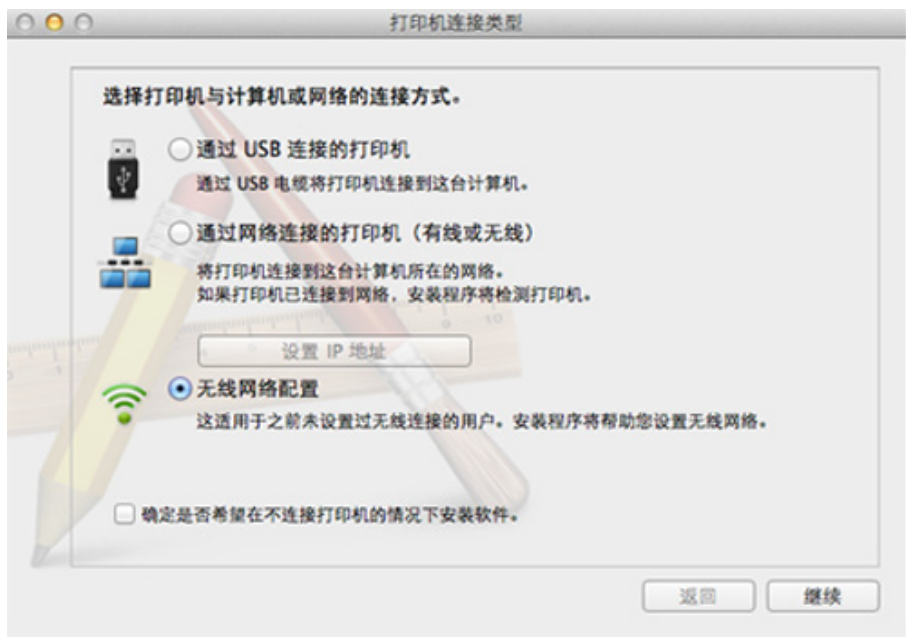 打印机连接类型
选择打印机与计算机或网络的连接方式。
通过 USB 连接的打印机
通过 USB 电缆将打印机连接到这台计算机。
通过网络连接的打印机（有线或无线）
将打印机连接到这台计算机所在的网络。
如果打印机已连接到网络，安装程序将检测打印机。
设置 IP 地址
无线网络配置
这适用于之前未设置过无线连接的用户。安装程序将帮助您设置无线网络。
确定是否希望在不连接打印机的情况下安装软件。
返回
继续